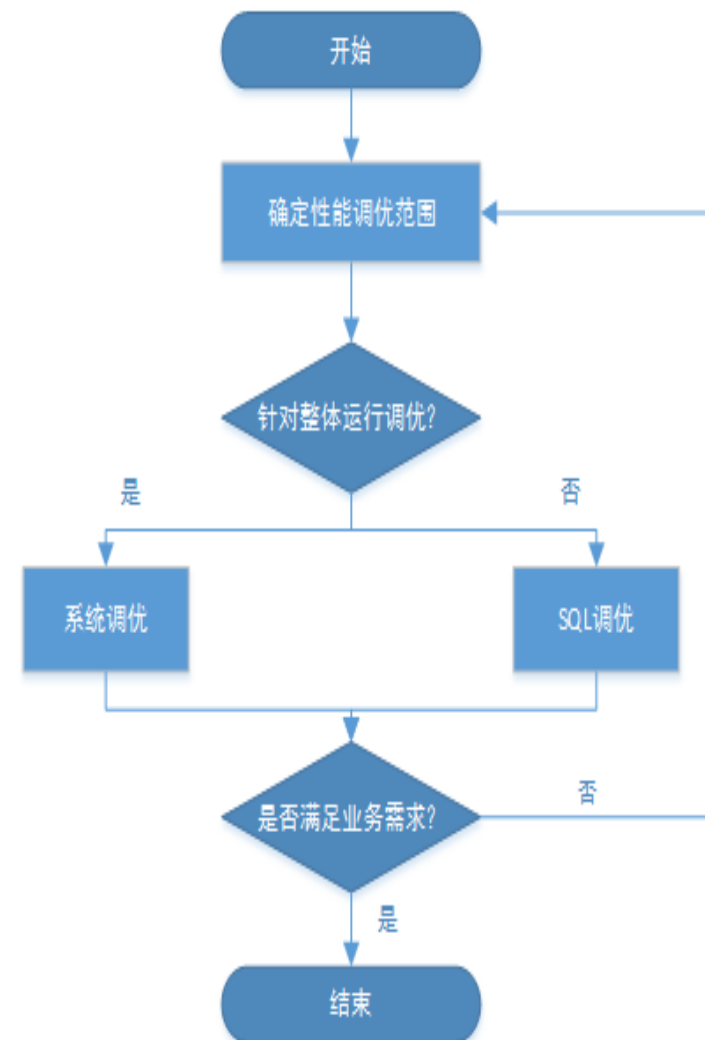 开始
确定性能调优范围
针对整体运行调优?
是
否
系统调优
SQL调优
是否满足业务需求?
否
是
结束